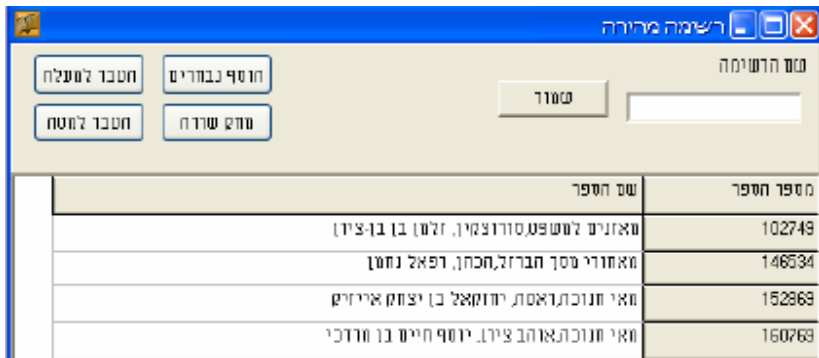 רשימה מהירה
שם הרשימה
שמור
הוסף נבחרים
העבר למעלה
מחק שורה
העבר למטה
מספר הספר שם הספר
102749 מאזנים למשפט,סורוצקין, זלמן בן בן-ציון
146534 מאחורי מסך הברזל,הכהן, רפאל נחמן
152969 מאי חנוכה,ראטה, יחזקאל בן יצחק אייזיק
160769 מאי חנוכה,אוהב ציון, יוסף חיים בן מרדכי